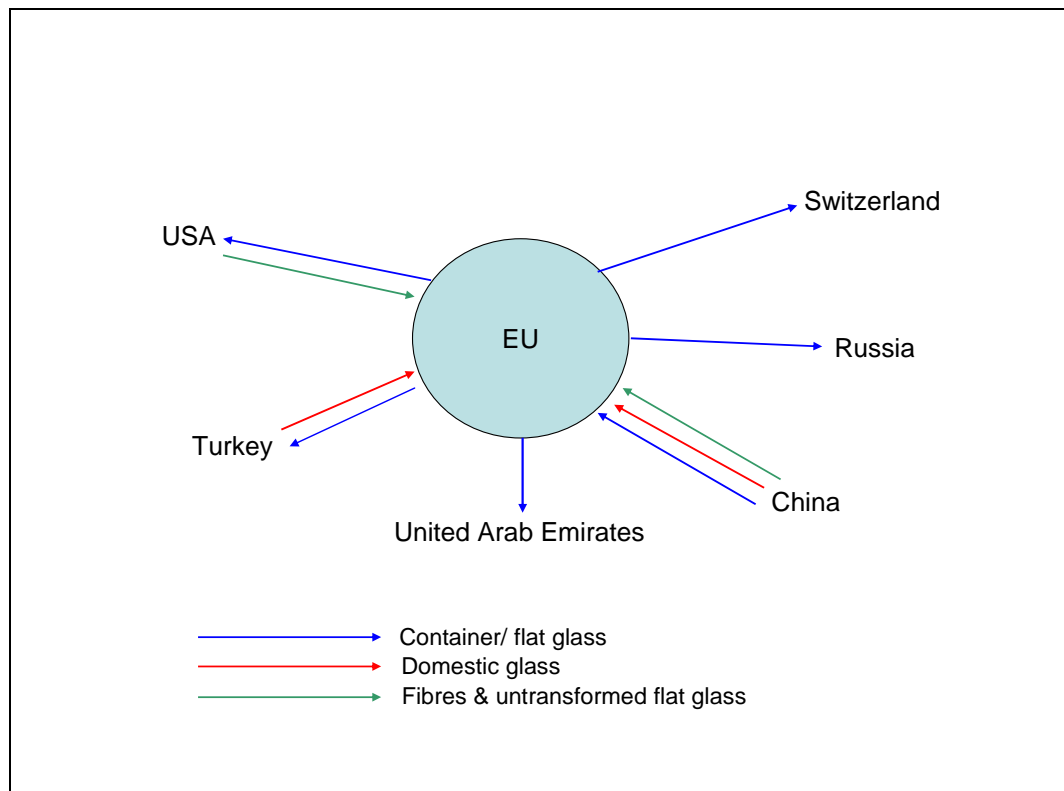 Switzerland
USA
EU
Russia
Turkey
China
United Arab Emirates
Container/ flat glass
Domestic glass
Fibres & untransformed flat glass